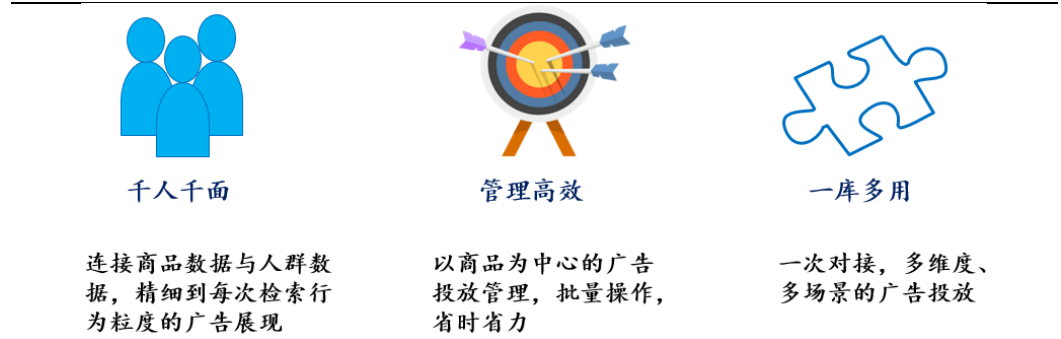 千人千面
连接商品数据与人群数
据，精细到每次检索行
为粒度的广告展现
管理高效
以商品为中心的广告
投放管理，批量操作，
省时省力
一库多用
一次对接，多维度、
多场景的广告投放